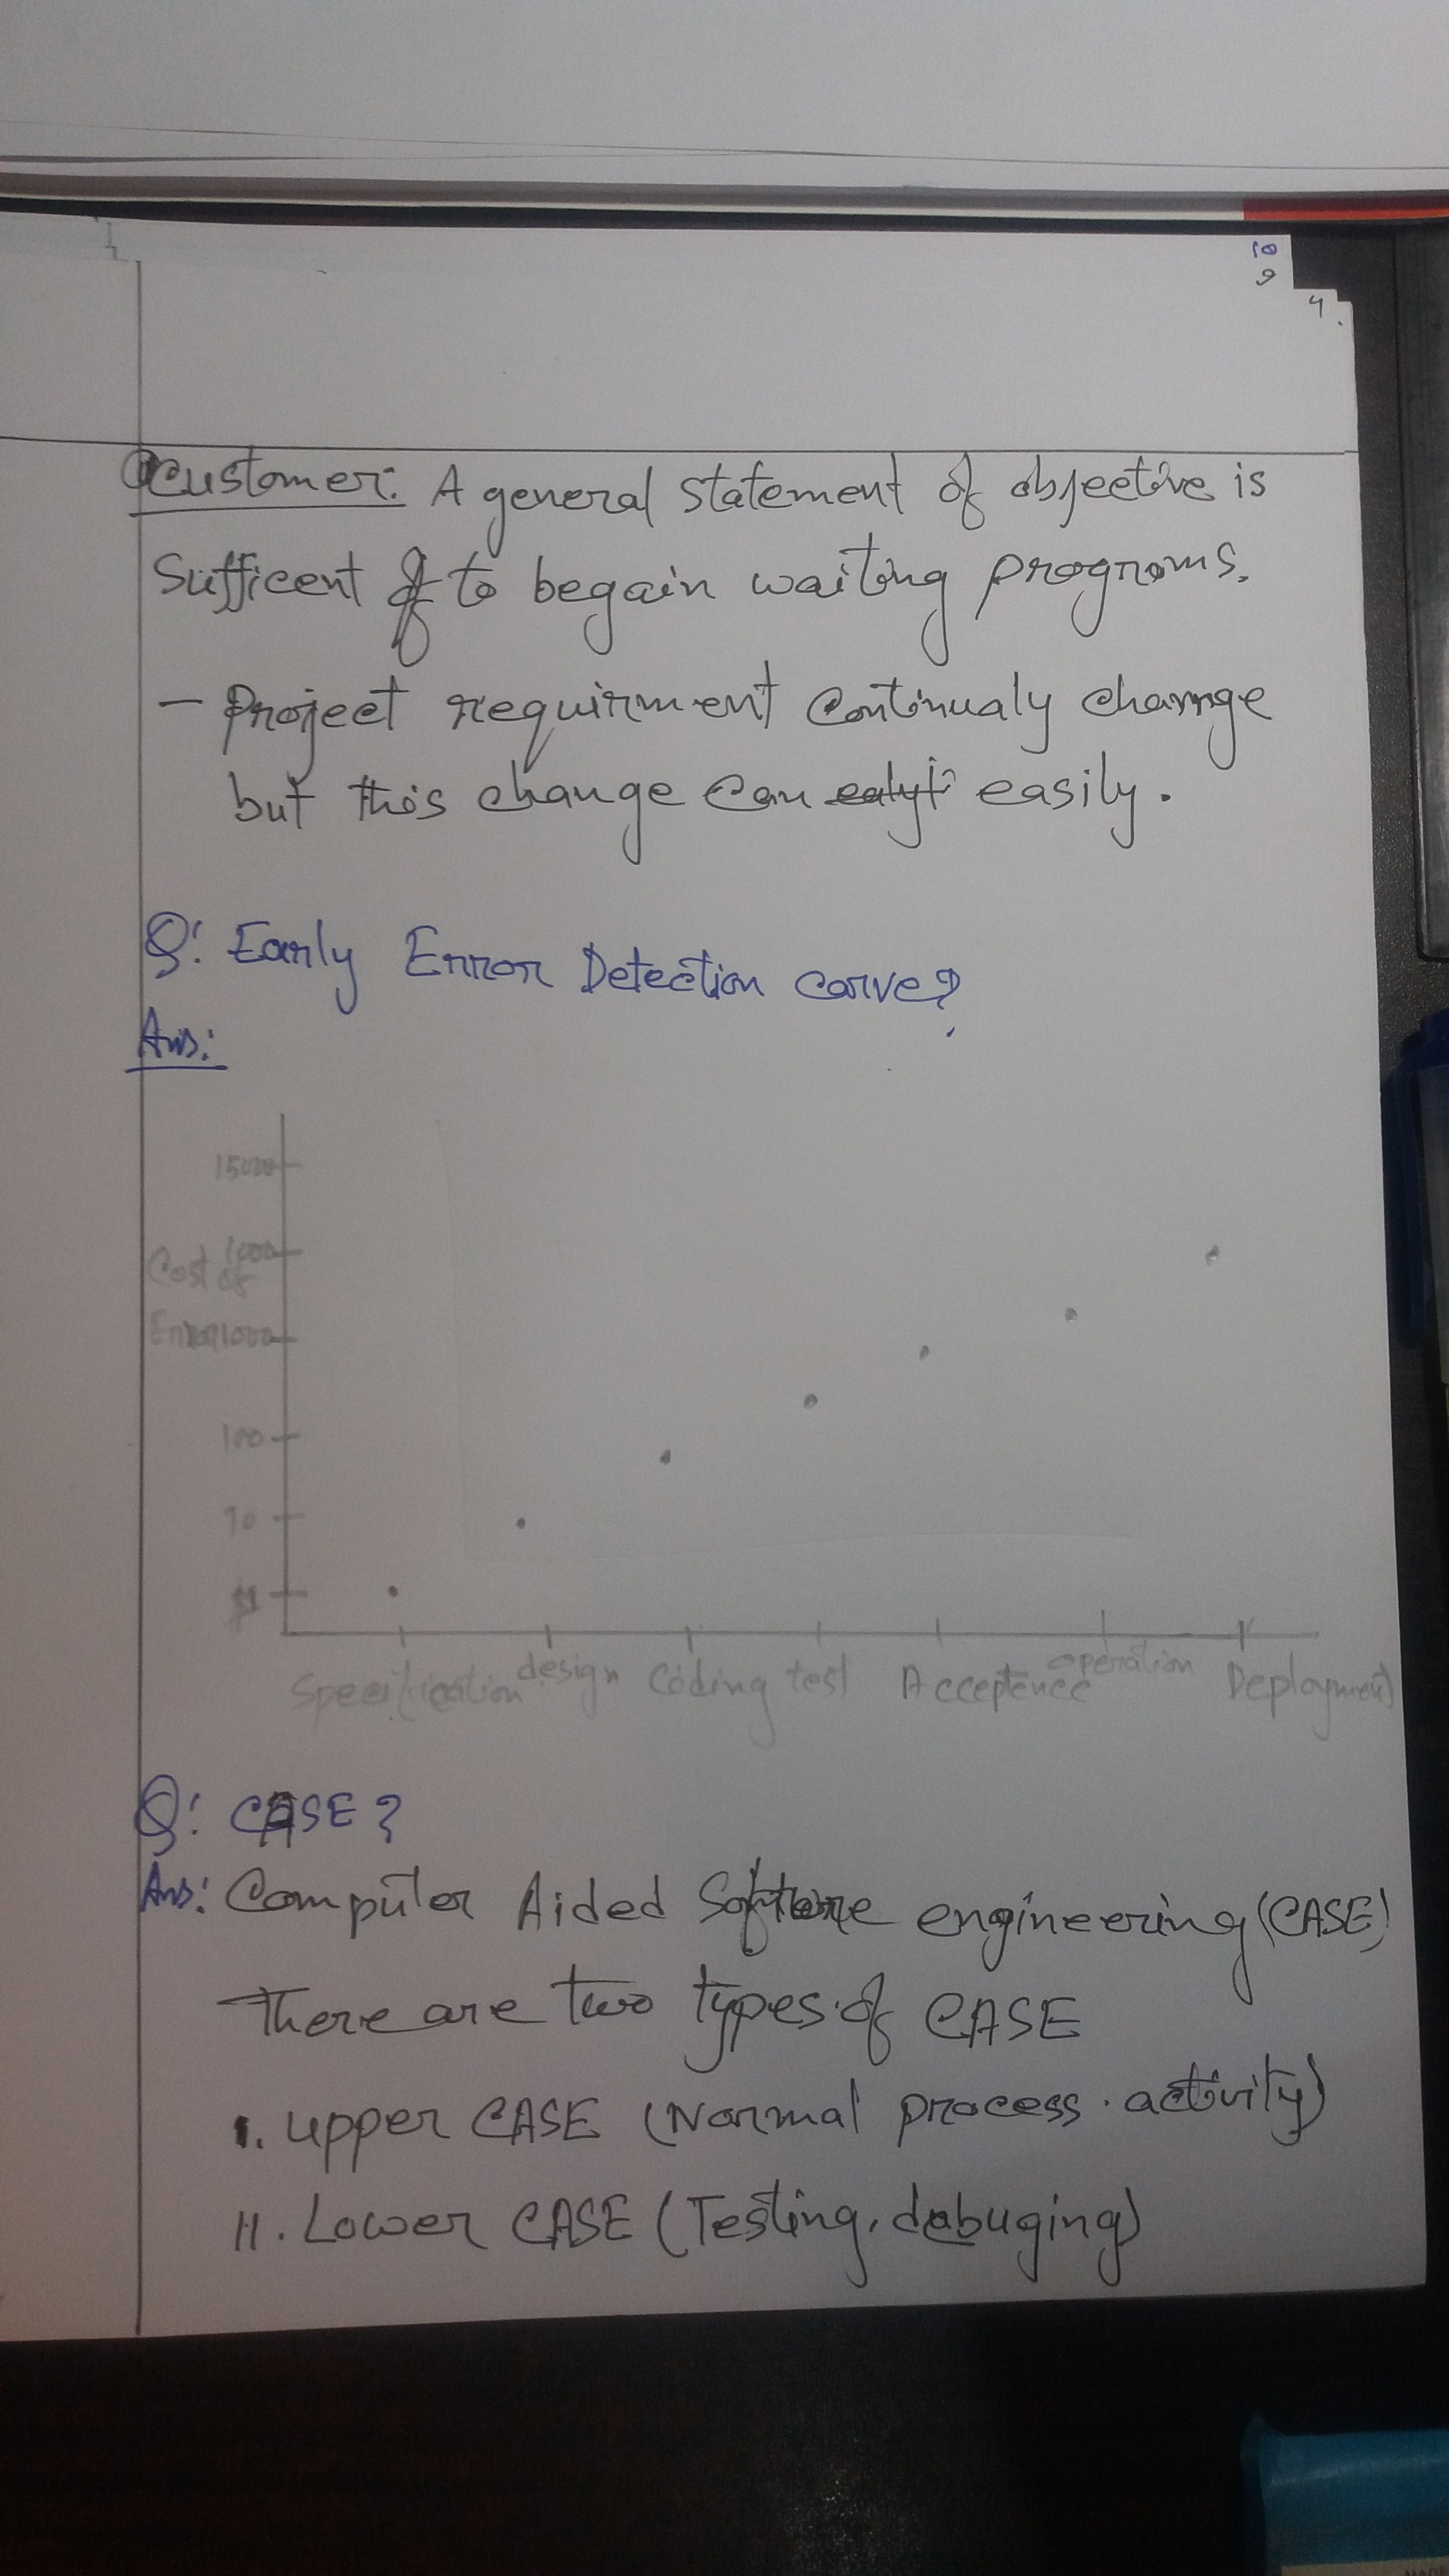 10
9
4.
Customer: A general statement of objective is
Sufficent to begain waiting programs.
- Project requirment Continualy change
but this change can easily.
Q: Early Error Detection carve?
Ans:
15000
Cost of 1000
Error 1000
100
10
$1
Specification design Coding test Acceptence operation Deployment
Q: CASE?
Ans: Computer Aided Software engineering (CASE)
There are two types of CASE
I. upper CASE (Normal process activity)
II. Lower CASE (Testing, debuging)